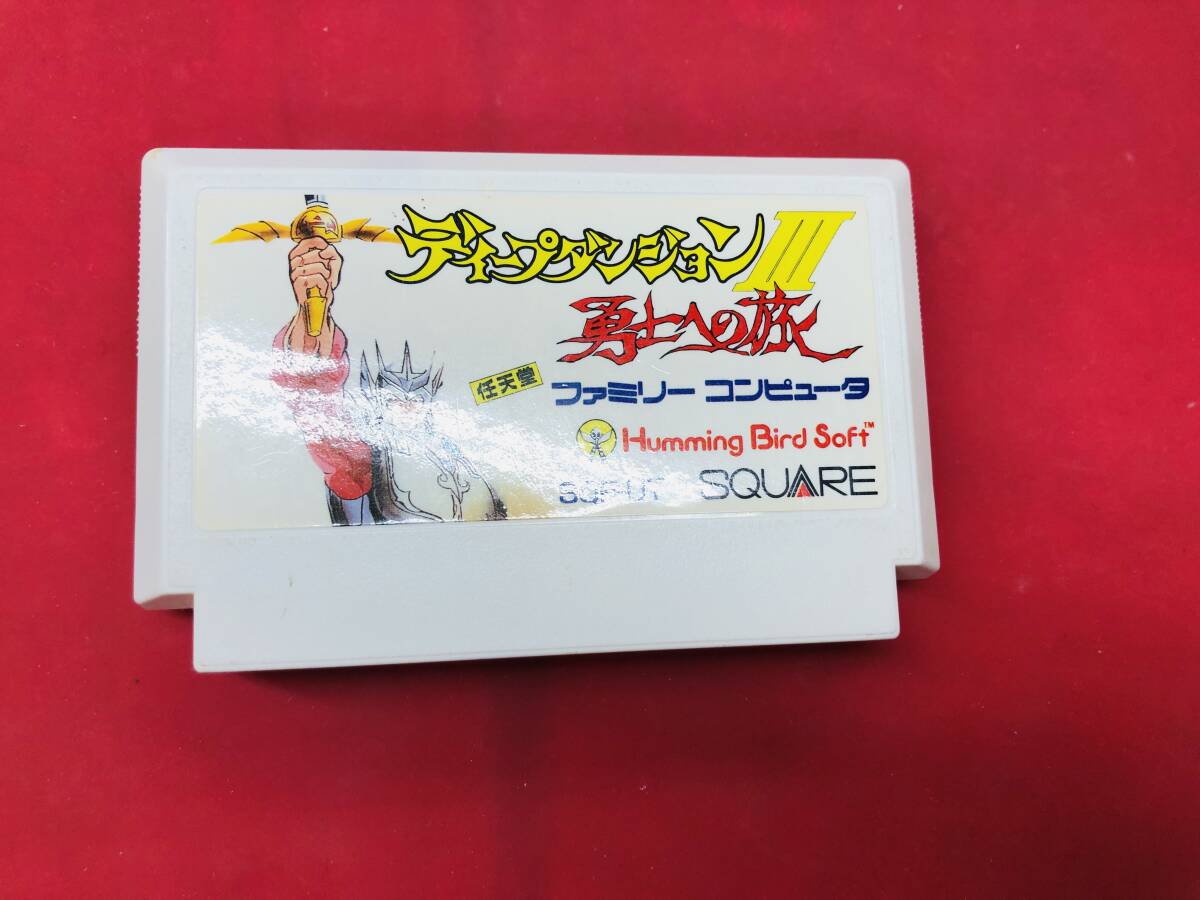 ディープダンジョンIII
勇士への旅
任天堂 ファミリー コンピュータ
Humming Bird Soft™
SQUARE